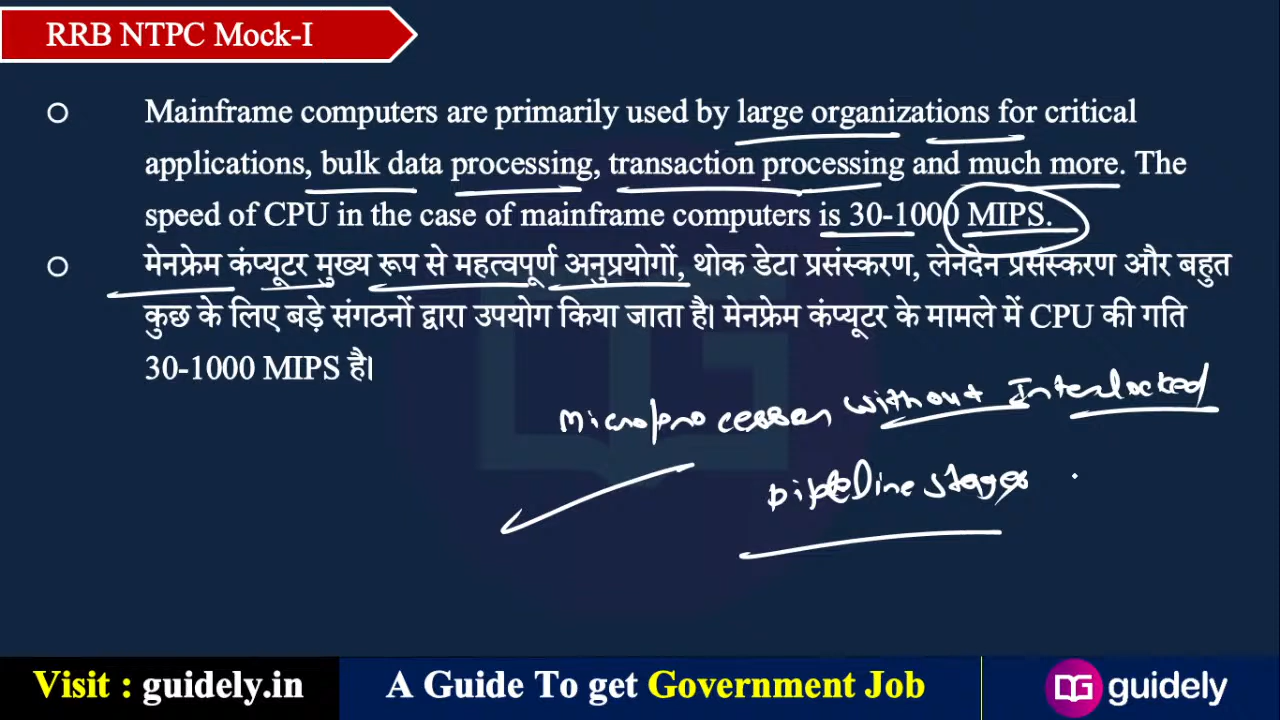 RRB NTPC Mock-I
Mainframe computers are primarily used by large organizations for critical
applications, bulk data processing, transaction processing and much more. The
speed of CPU in the case of mainframe computers is 30-1000 MIPS.
मेनफ्रेम कंप्यूटर मुख्य रूप से महत्वपूर्ण अनुप्रयोगों, थोक डेटा प्रसंस्करण, लेनदेन प्रसंस्करण और बहुत
कुछ के लिए बड़े संगठनों द्वारा उपयोग किया जाता है। मेनफ्रेम कंप्यूटर के मामले में CPU की गति
30-1000 MIPS है।
Microprocesser without Interlocked
pipeline stages
Visit : guidely.in A Guide To get Government Job guidely